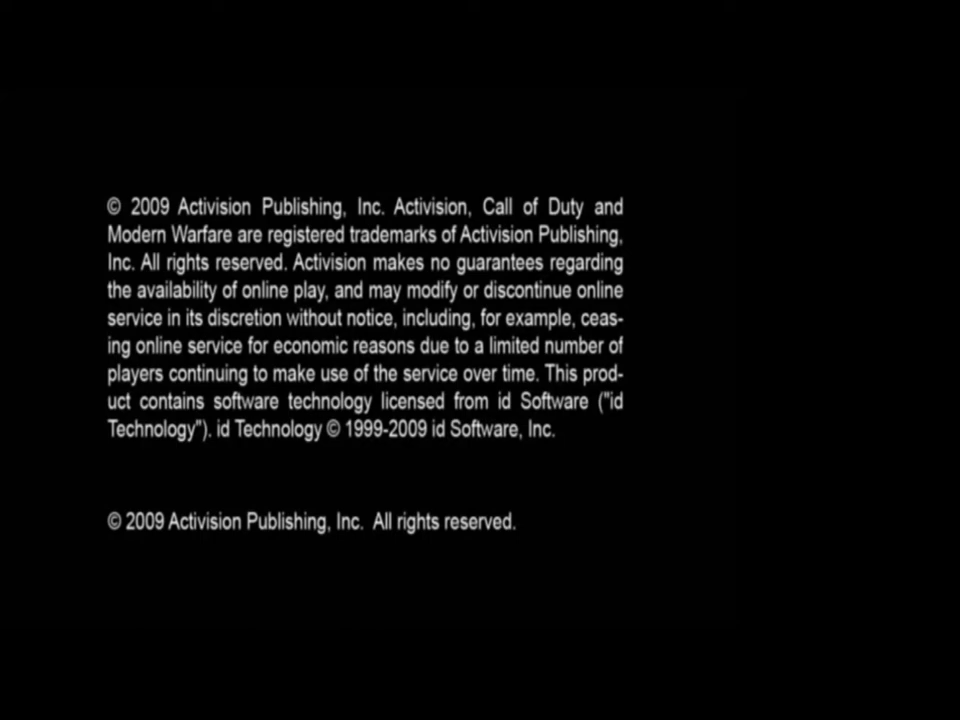 © 2009 Activision Publishing, Inc. Activision, Call of Duty and
Modern Warfare are registered trademarks of Activision Publishing,
Inc. All rights reserved. Activision makes no guarantees regarding
the availability of online play, and may modify or discontinue online
service in its discretion without notice, including, for example, ceas-
ing online service for economic reasons due to a limited number of
players continuing to make use of the service over time. This prod-
uct contains software technology licensed from id Software ("id
Technology"). id Technology © 1999-2009 id Software, Inc.
© 2009 Activision Publishing, Inc. All rights reserved.